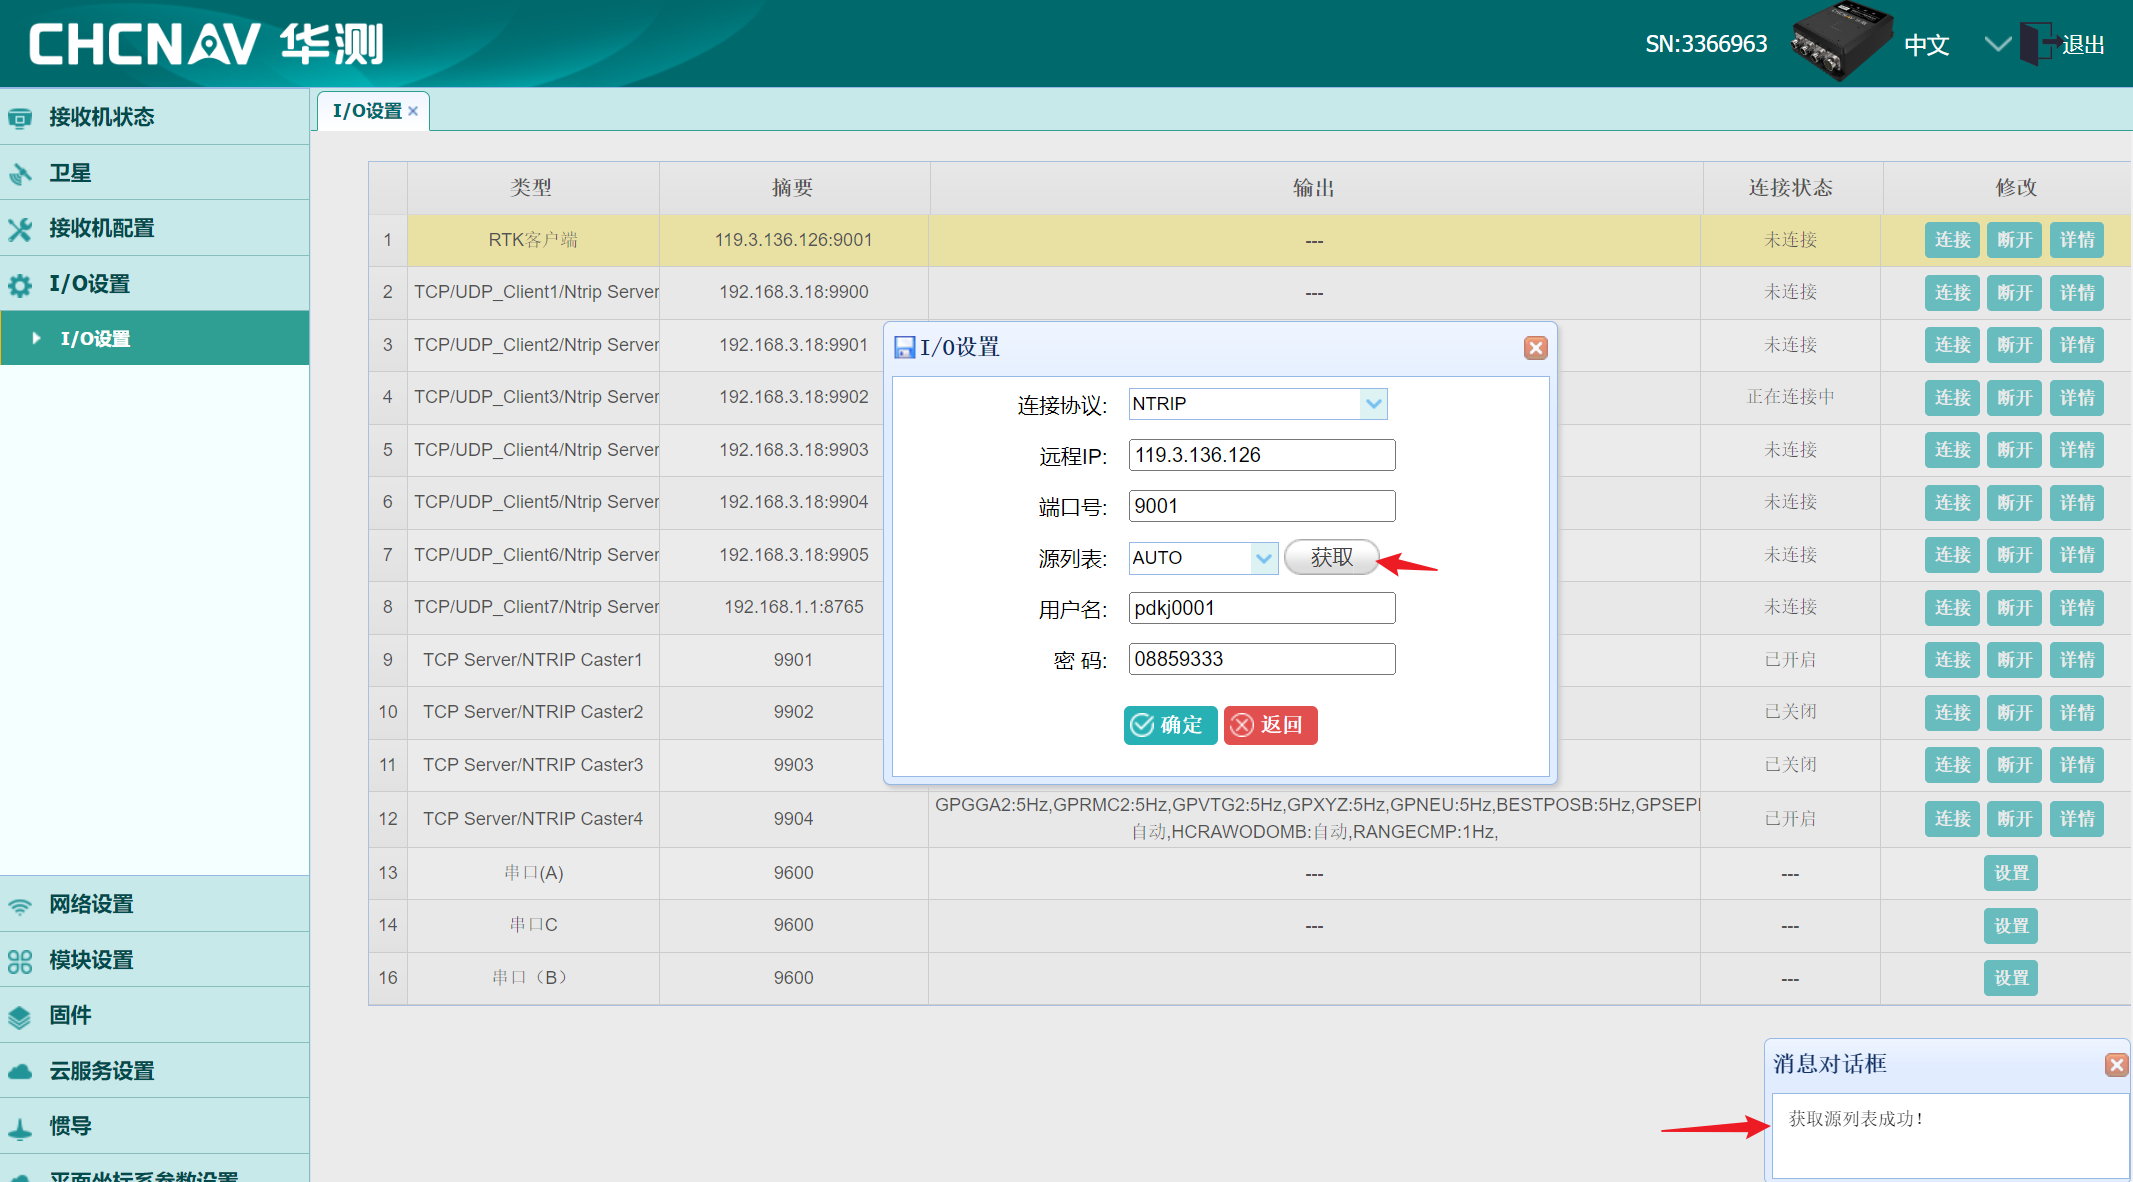 CHCNAV 华测
SN:3366963
中文
退出
接收机状态
卫星
接收机配置
I/O设置
I/O设置
网络设置
模块设置
固件
云服务设置
惯导
平面坐标系参数设置
I/O设置 ×
类型 摘要 输出 连接状态 修改
1 RTK客户端 119.3.136.126:9001 --- 未连接 连接 断开 详情
2 TCP/UDP_Client1/Ntrip Server 192.168.3.18:9900 --- 未连接 连接 断开 详情
3 TCP/UDP_Client2/Ntrip Server 192.168.3.18:9901 未连接 连接 断开 详情
4 TCP/UDP_Client3/Ntrip Server 192.168.3.18:9902 正在连接中 连接 断开 详情
5 TCP/UDP_Client4/Ntrip Server 192.168.3.18:9903 未连接 连接 断开 详情
6 TCP/UDP_Client5/Ntrip Server 192.168.3.18:9904 未连接 连接 断开 详情
7 TCP/UDP_Client6/Ntrip Server 192.168.3.18:9905 未连接 连接 断开 详情
8 TCP/UDP_Client7/Ntrip Server 192.168.1.1:8765 未连接 连接 断开 详情
9 TCP Server/NTRIP Caster1 9901 已开启 连接 断开 详情
10 TCP Server/NTRIP Caster2 9902 已关闭 连接 断开 详情
11 TCP Server/NTRIP Caster3 9903 已关闭 连接 断开 详情
12 TCP Server/NTRIP Caster4 9904 GPGGA2:5Hz,GPRMC2:5Hz,GPVTG2:5Hz,GPXYZ:5Hz,GPNEU:5Hz,BESTPOSB:5Hz,GPSEPI 已开启 连接 断开 详情
自动,HCRAWODOMB:自动,RANGECMP:1Hz,
13 串口(A) 9600 --- --- 设置
14 串口C 9600 --- --- 设置
16 串口（B） 9600 --- --- 设置
I/O设置
连接协议: NTRIP
远程IP: 119.3.136.126
端口号: 9001
源列表: AUTO 获取
用户名: pdkj0001
密 码: 08859333
确定 返回
消息对话框
获取源列表成功！